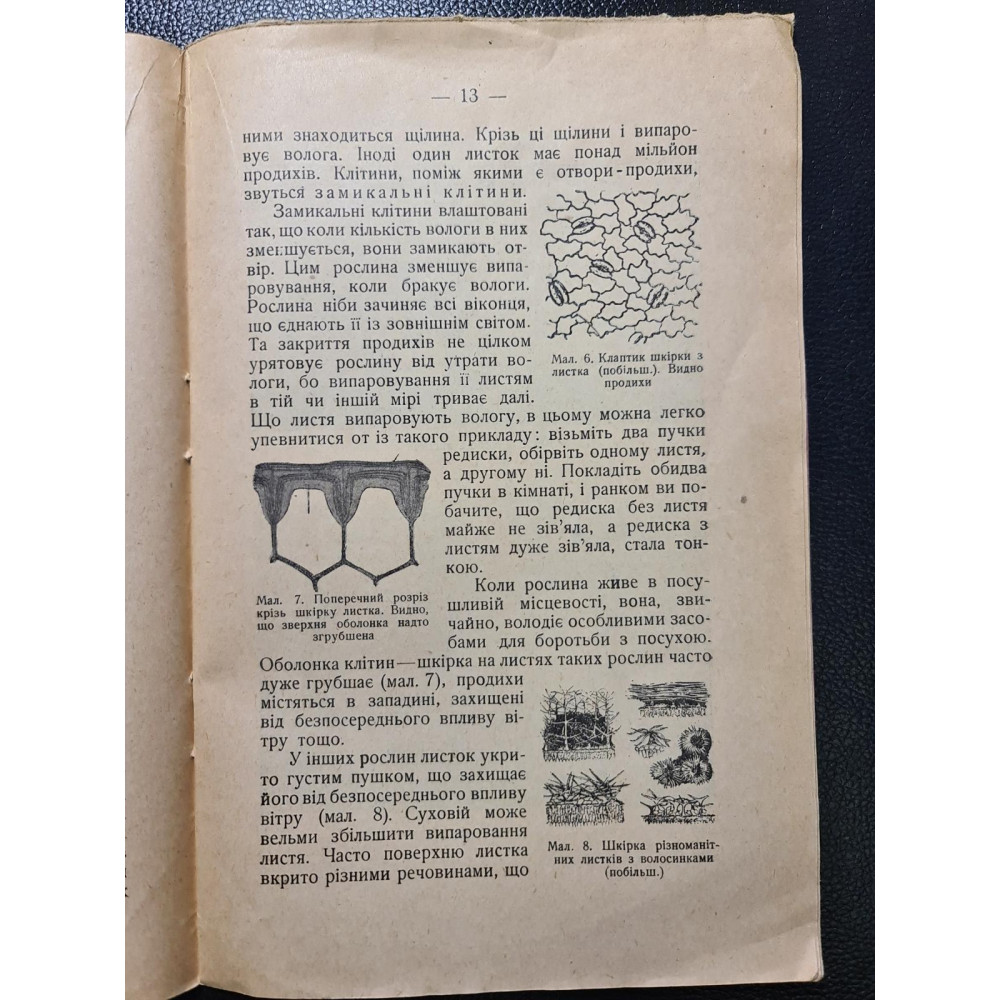 — 13 —
ними знаходиться щілина. Крізь ці щілини і випаро-
вує волога. Іноді один листок має понад мільйон
продихів. Клітини, поміж якими є отвори-продихи,
звуться замикальні клітини.
Замикальні клітини влаштовані
так, що коли кількість вологи в них
зменшується, вони замикають от-
вір. Цим рослина зменшує випа-
ровування, коли бракує вологи.
Рослина ніби зачиняє всі віконця,
що єднають її із зовнішнім світом.
Та закриття продихів не цілком
урятовує рослину від утрати во-
логи, бо випаровування її листям
в тій чи іншій мірі триває далі.
Мал. 6. Клаптик шкірки з
листка (побільш.). Видно
продихи
Що листя випаровують вологу, в цьому можна легко
упевнитися от із такого прикладу: візьміть два пучки
редиски, обірвіть одному листя,
а другому ні. Покладіть обидва
пучки в кімнаті, і ранком ви по-
бачите, що редиска без листя
майже не зів’яла, а редиска з
листям дуже зів’яла, стала тон-
кою.
Коли рослина живе в посу-
шливій місцевості, вона, зви-
чайно, володіє особливими засо-
бами для боротьби з посухою.
Мал. 7. Поперечний розріз
крізь шкірку листка. Видно,
що зверхня оболонка надто
згрубшена
Оболонка клітин—шкірка на листях таких рослин часто
дуже грубшає (мал. 7), продихи
містяться в западині, захищені
від безпосереднього впливу ві-
тру тощо.
У інших рослин листок укри-
то густим пушком, що захищає
його від безпосереднього впливу
вітру (мал. 8). Суховій може
вельми збільшити випаровання
листя. Часто поверхню листка
вкрито різними речовинами, що
Мал. 8. Шкірка різноманіт-
них листків з волосинками
(побільш.)